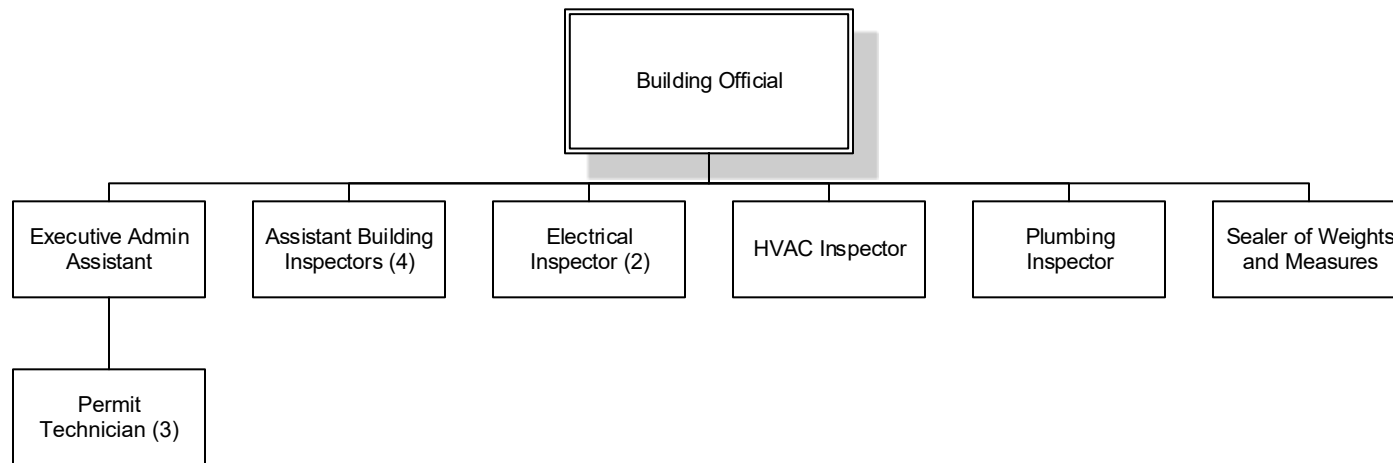 Building Official
Executive Admin
Assistant
Assistant Building
Inspectors (4)
Electrical
Inspector (2)
HVAC Inspector
Plumbing
Inspector
Sealer of Weights
and Measures
Permit
Technician (3)